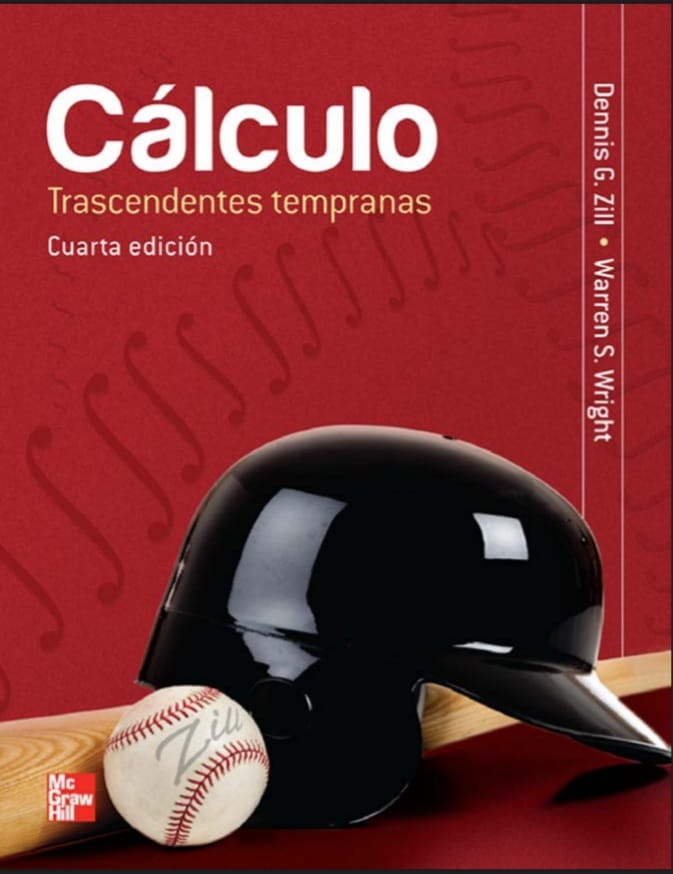 Cálculo
Trascendentes tempranas
Cuarta edición
Dennis G. Zill • Warren S. Wright
Zill
Mc
Graw
Hill